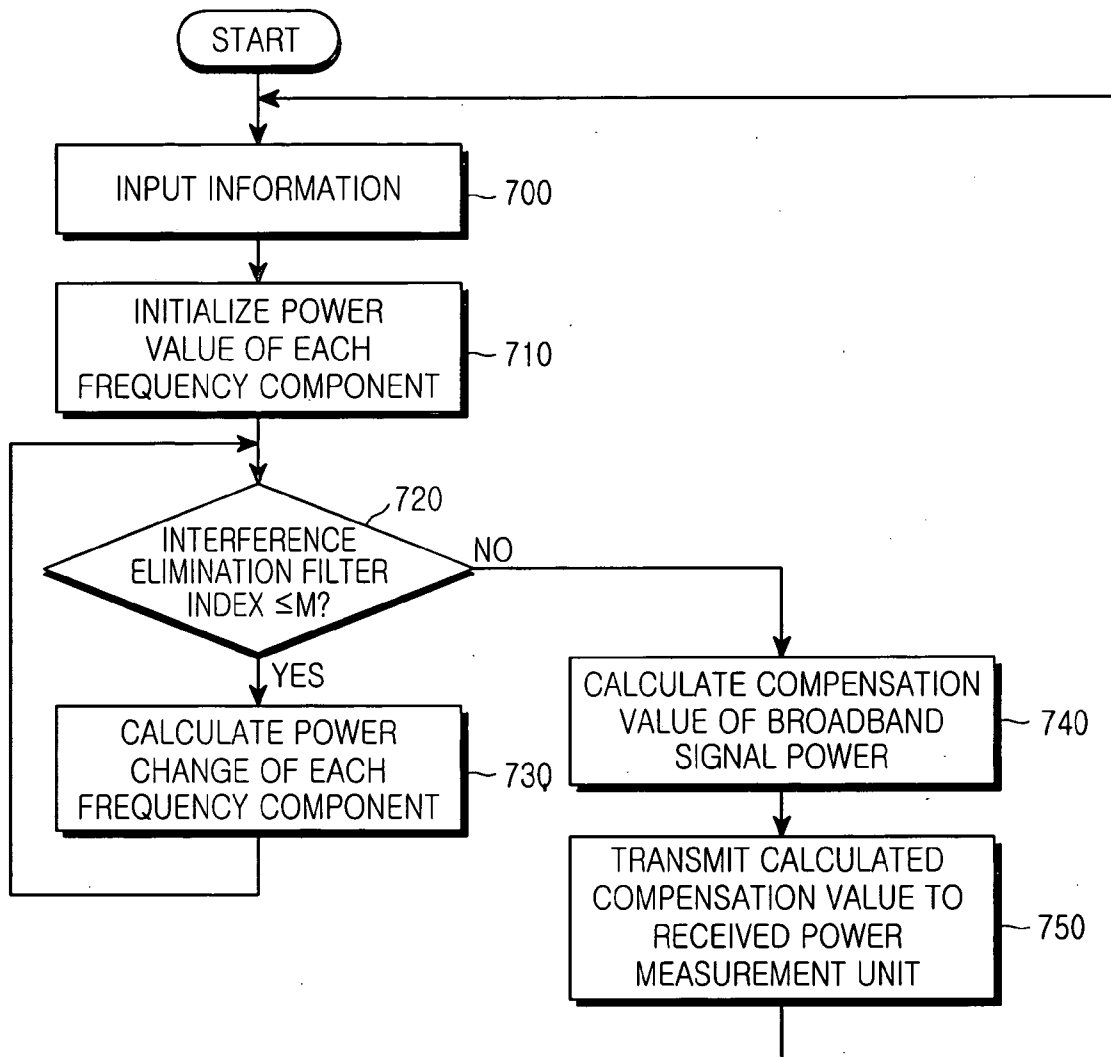 START
INPUT INFORMATION
700
INITIALIZE POWER
VALUE OF EACH
FREQUENCY COMPONENT
710
720
INTERFERENCE
ELIMINATION FILTER
INDEX ≤M?
NO
YES
CALCULATE POWER
CHANGE OF EACH
FREQUENCY COMPONENT
730
CALCULATE COMPENSATION
VALUE OF BROADBAND
SIGNAL POWER
740
TRANSMIT CALCULATED
COMPENSATION VALUE TO
RECEIVED POWER
MEASUREMENT UNIT
750